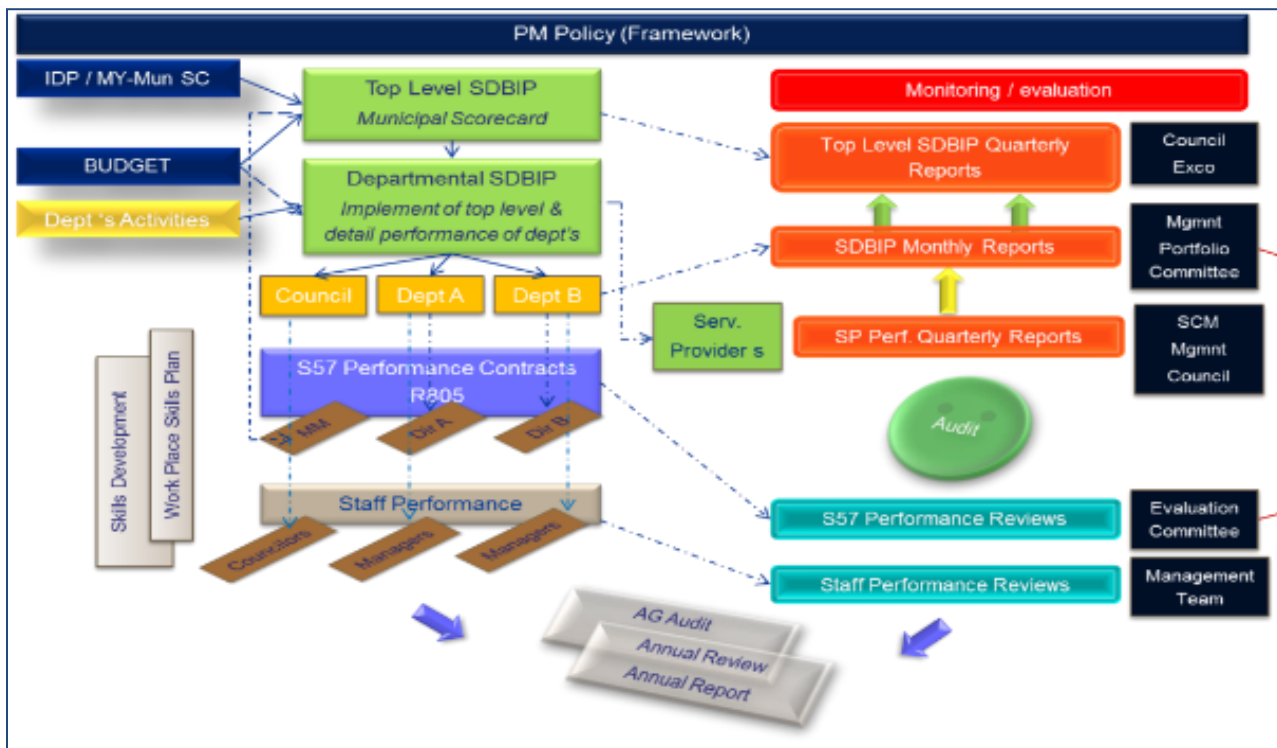 PM Policy (Framework)
IDP / MY-Mun SC
BUDGET
Dept 's Activities
Top Level SDBIP
Municipal Scorecard
Departmental SDBIP
Implement of top level &
detail performance of dept's
Council
Dept A
Dept B
S57 Performance Contracts
R805
MM
Dir A
Dir B
Staff Performance
Councilors
Managers
Managers
Skills Development
Work Place Skills Plan
Serv.
Provider s
Monitoring / evaluation
Top Level SDBIP Quarterly
Reports
Council
Exco
SDBIP Monthly Reports
Mgmnt
Portfolio
Committee
SP Perf. Quarterly Reports
SCM
Mgmnt
Council
Audit
S57 Performance Reviews
Evaluation
Committee
Staff Performance Reviews
Management
Team
AG Audit
Annual Review
Annual Report